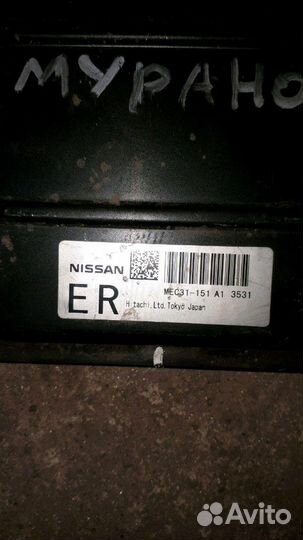 МУРАНО
NISSAN
ER
MEC31-151 A1 3531
Hitachi,Ltd.Tokyo Japan
Avito